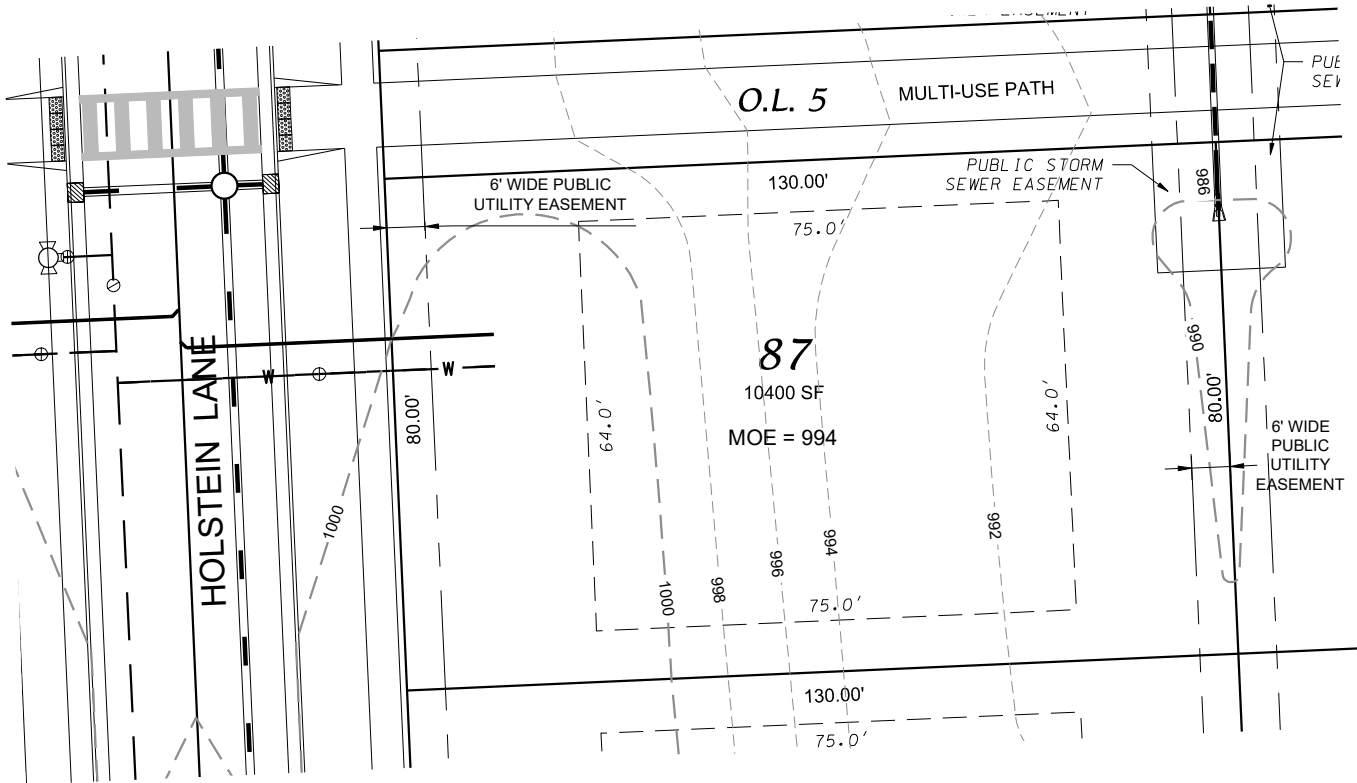 O.L. 5
MULTI-USE PATH
PUBLIC STORM
SEWER EASEMENT
986
130.00'
6' WIDE PUBLIC
UTILITY EASEMENT
75.0'
HOLSTEIN LANE
W
W
80.00'
1000
64.0'
87
10400 SF
MOE = 994
64.0'
990
80.00'
6' WIDE
PUBLIC
UTILITY
EASEMENT
1000
998
996
994
992
75.0'
130.00'
75.0'